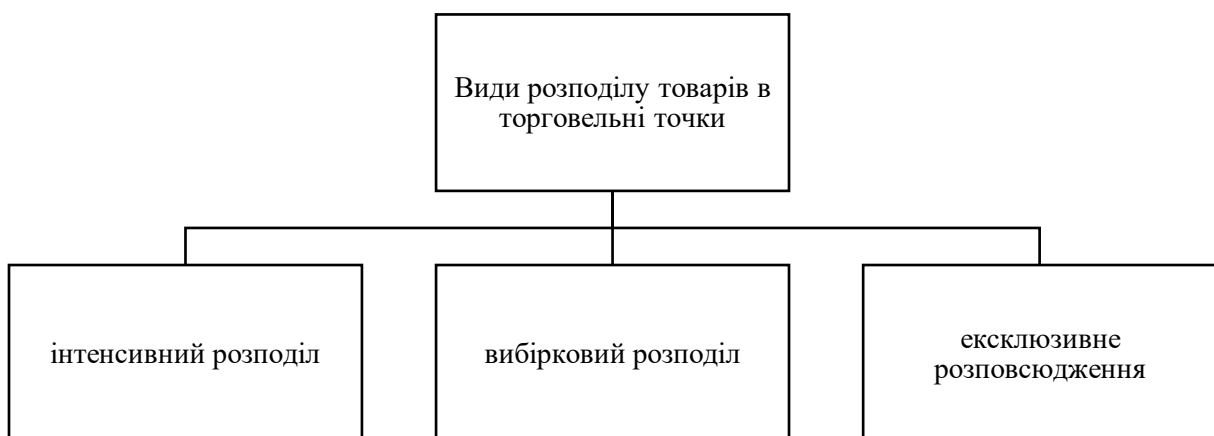 Види розподілу товарів в
торговельні точки
інтенсивний розподіл
вибірковий розподіл
ексклюзивне
розповсюдження